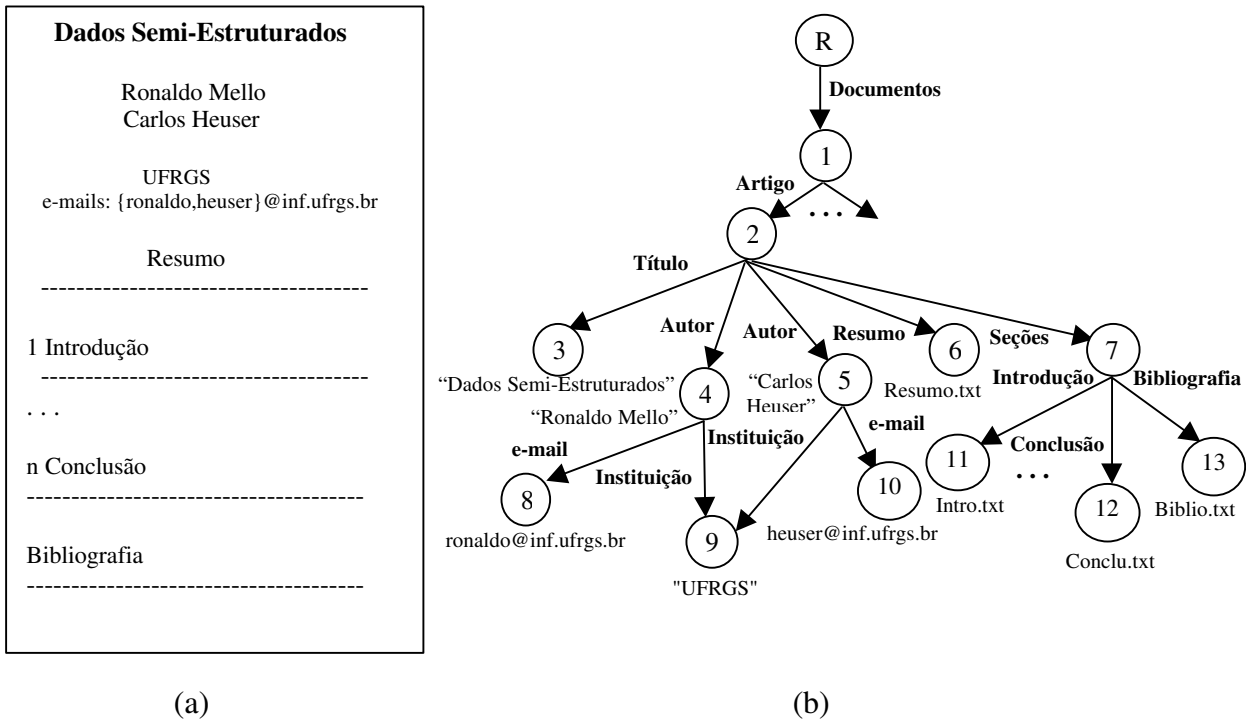 Dados Semi-Estruturados
Ronaldo Mello
Carlos Heuser
UFRGS
e-mails: {ronaldo,heuser}@inf.ufrgs.br
Resumo
-----------------------------------
1 Introdução
-----------------------------------
. . .
n Conclusão
------------------------------------
Bibliografia
------------------------------------
(a)
R
Documentos
1
Artigo
. . .
2
Título
Autor
Autor
Resumo
Seções
3
"Dados Semi-Estruturados"
4
“Ronaldo Mello”
“Carlos
Heuser”
5
6
Resumo.txt
7
Introdução
Bibliografia
Conclusão
e-mail
Instituição
Instituição
e-mail
8
ronaldo@inf.ufrgs.br
9
"UFRGS"
10
heuser@inf.ufrgs.br
11
Intro.txt
. . .
12
Conclu.txt
13
Biblio.txt
(b)